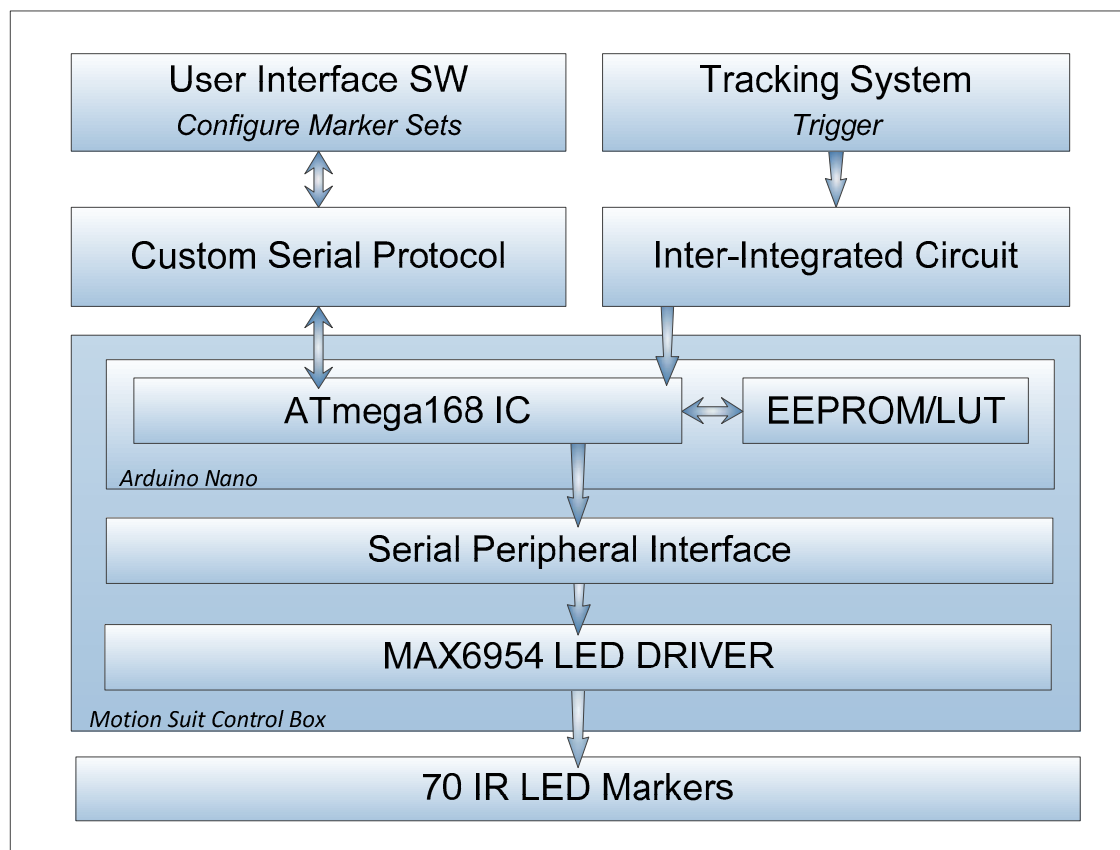 User Interface SW
Configure Marker Sets
Tracking System
Trigger
Custom Serial Protocol
Inter-Integrated Circuit
ATmega168 IC
EEPROM/LUT
Arduino Nano
Serial Peripheral Interface
MAX6954 LED DRIVER
Motion Suit Control Box
70 IR LED Markers